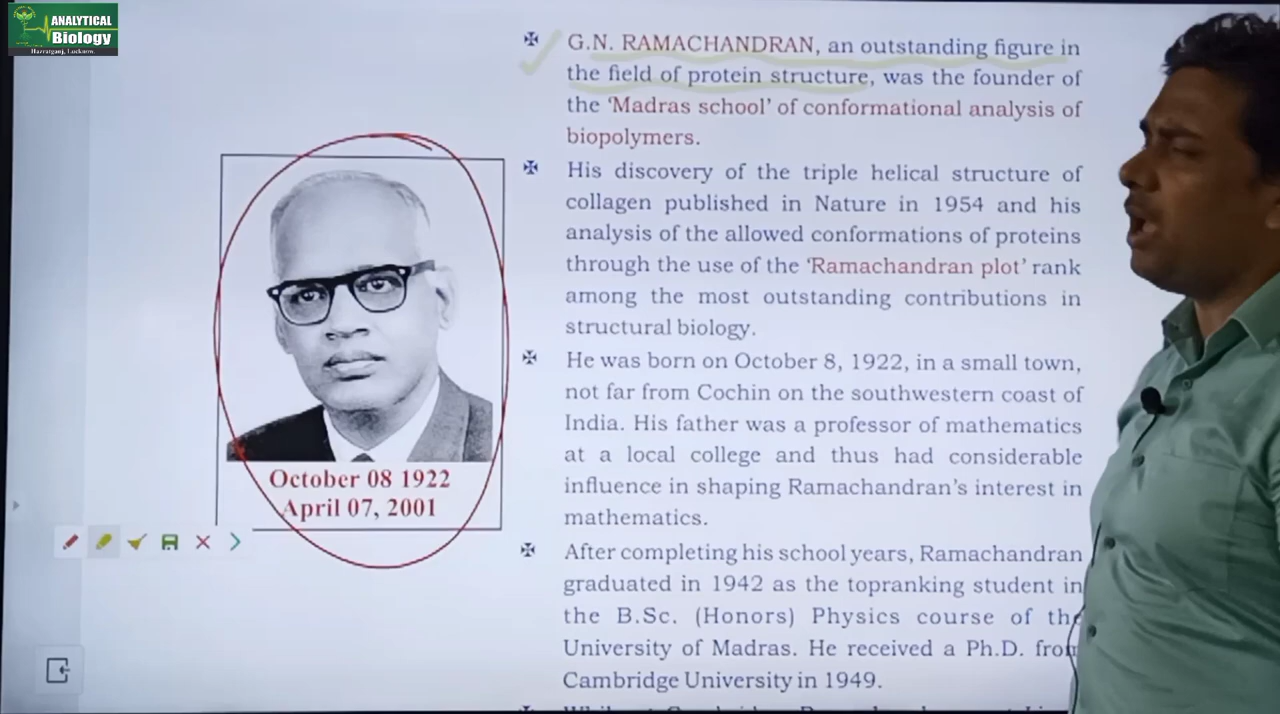 ANALYTICAL
Biology
Hazratganj, Lucknow.
G.N. RAMACHANDRAN, an outstanding figure in
the field of protein structure, was the founder of
the ‘Madras school’ of conformational analysis of
biopolymers.
His discovery of the triple helical structure of
collagen published in Nature in 1954 and his
analysis of the allowed conformations of proteins
through the use of the ‘Ramachandran plot’ rank
among the most outstanding contributions in
structural biology.
He was born on October 8, 1922, in a small town,
not far from Cochin on the southwestern coast of
India. His father was a professor of mathematics
at a local college and thus had considerable
influence in shaping Ramachandran’s interest in
mathematics.
After completing his school years, Ramachandran
graduated in 1942 as the topranking student in
the B.Sc. (Honors) Physics course of the
University of Madras. He received a Ph.D. from
Cambridge University in 1949.
October 08 1922
April 07, 2001